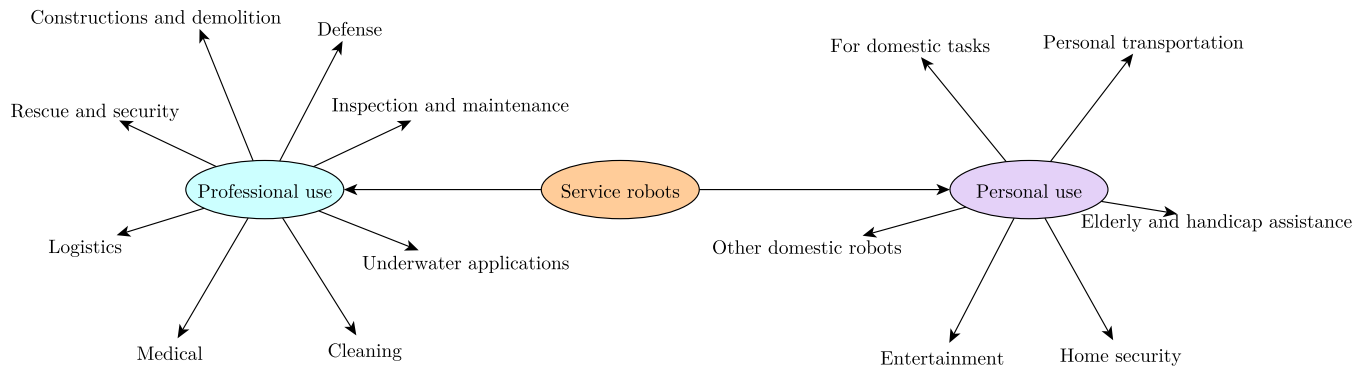 Constructions and demolition
Defense
For domestic tasks
Personal transportation
Rescue and security
Inspection and maintenance
Professional use
Service robots
Personal use
Logistics
Underwater applications
Other domestic robots
Elderly and handicap assistance
Medical
Cleaning
Entertainment
Home security